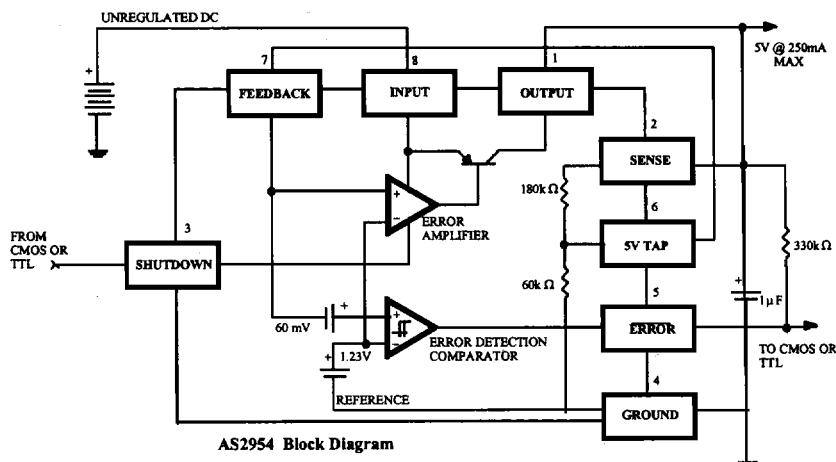 UNREGULATED DC
7
8
1
5V @ 250mA
MAX
FEEDBACK
INPUT
OUTPUT
2
SENSE
180k Ω
6
5V TAP
330kΩ
3
FROM
CMOS OR
TTL
SHUTDOWN
+
−
ERROR
AMPLIFIER
60kΩ
5
1μF
60 mV
+
−
ERROR DETECTION
COMPARATOR
ERROR
1.23V
TO CMOS OR
TTL
4
REFERENCE
GROUND
AS2954 Block Diagram